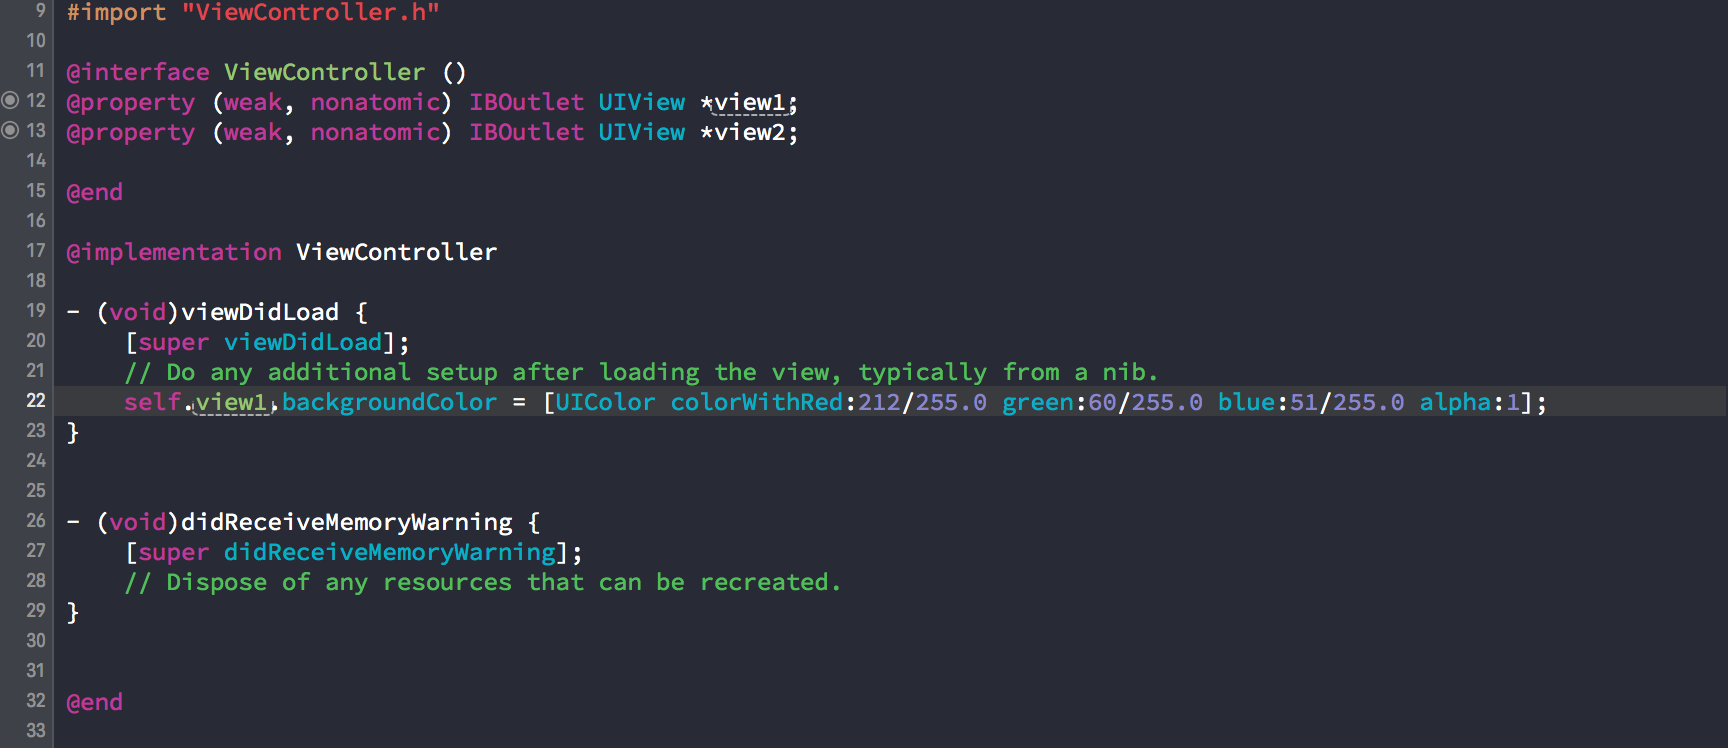 9 #import "ViewController.h"
10
11 @interface ViewController ()
12 @property (weak, nonatomic) IBOutlet UIView *view1;
13 @property (weak, nonatomic) IBOutlet UIView *view2;
14
15 @end
16
17 @implementation ViewController
18
19 - (void)viewDidLoad {
20 [super viewDidLoad];
21 // Do any additional setup after loading the view, typically from a nib.
22 self.view1.backgroundColor = [UIColor colorWithRed:212/255.0 green:60/255.0 blue:51/255.0 alpha:1];
23 }
24
25
26 - (void)didReceiveMemoryWarning {
27 [super didReceiveMemoryWarning];
28 // Dispose of any resources that can be recreated.
29 }
30
31
32 @end
33